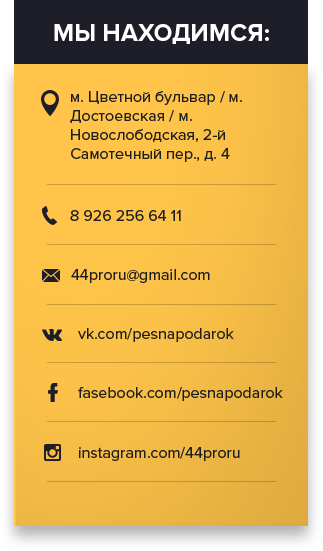 МЫ НАХОДИМСЯ:
м. Цветной бульвар / м.
Достоевская / м.
Новослободская, 2-й
Самотечный пер., д. 4
8 926 256 64 11
44proru@gmail.com
vk.com/pesnapodarok
fasebook.com/pesnapodarok
instagram.com/44proru